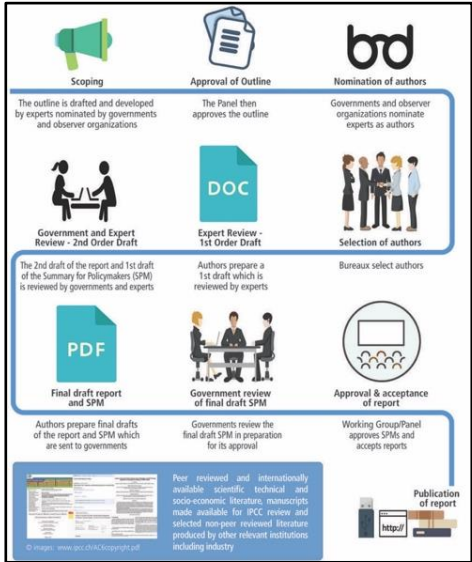 Scoping
The outline is drafted and developed
by experts nominated by governments
and observer organizations
Approval of Outline
The Panel then
approves the outline
Nomination of authors
Governments and observer
organizations nominate
experts as authors
Selection of authors
Bureaux select authors
DOC
Expert Review -
1st Order Draft
Authors prepare a
1st draft which is
reviewed by experts
Government and Expert
Review - 2nd Order Draft
The 2nd draft of the report and 1st draft
of the Summary for Policymakers (SPM)
is reviewed by governments and experts
PDF
Final draft report
and SPM
Authors prepare final drafts
of the report and SPM which
are sent to governments
Government review
of final draft SPM
Governments review the
final draft SPM in preparation
for its approval
Approval & acceptance
of report
Working Group/Panel
approves SPMs and
accepts reports
Peer reviewed and internationally
available scientific technical and
socio-economic literature, manuscripts
made available for IPCC review and
selected non-peer reviewed literature
produced by other relevant institutions
including industry
Publication
of report
http://